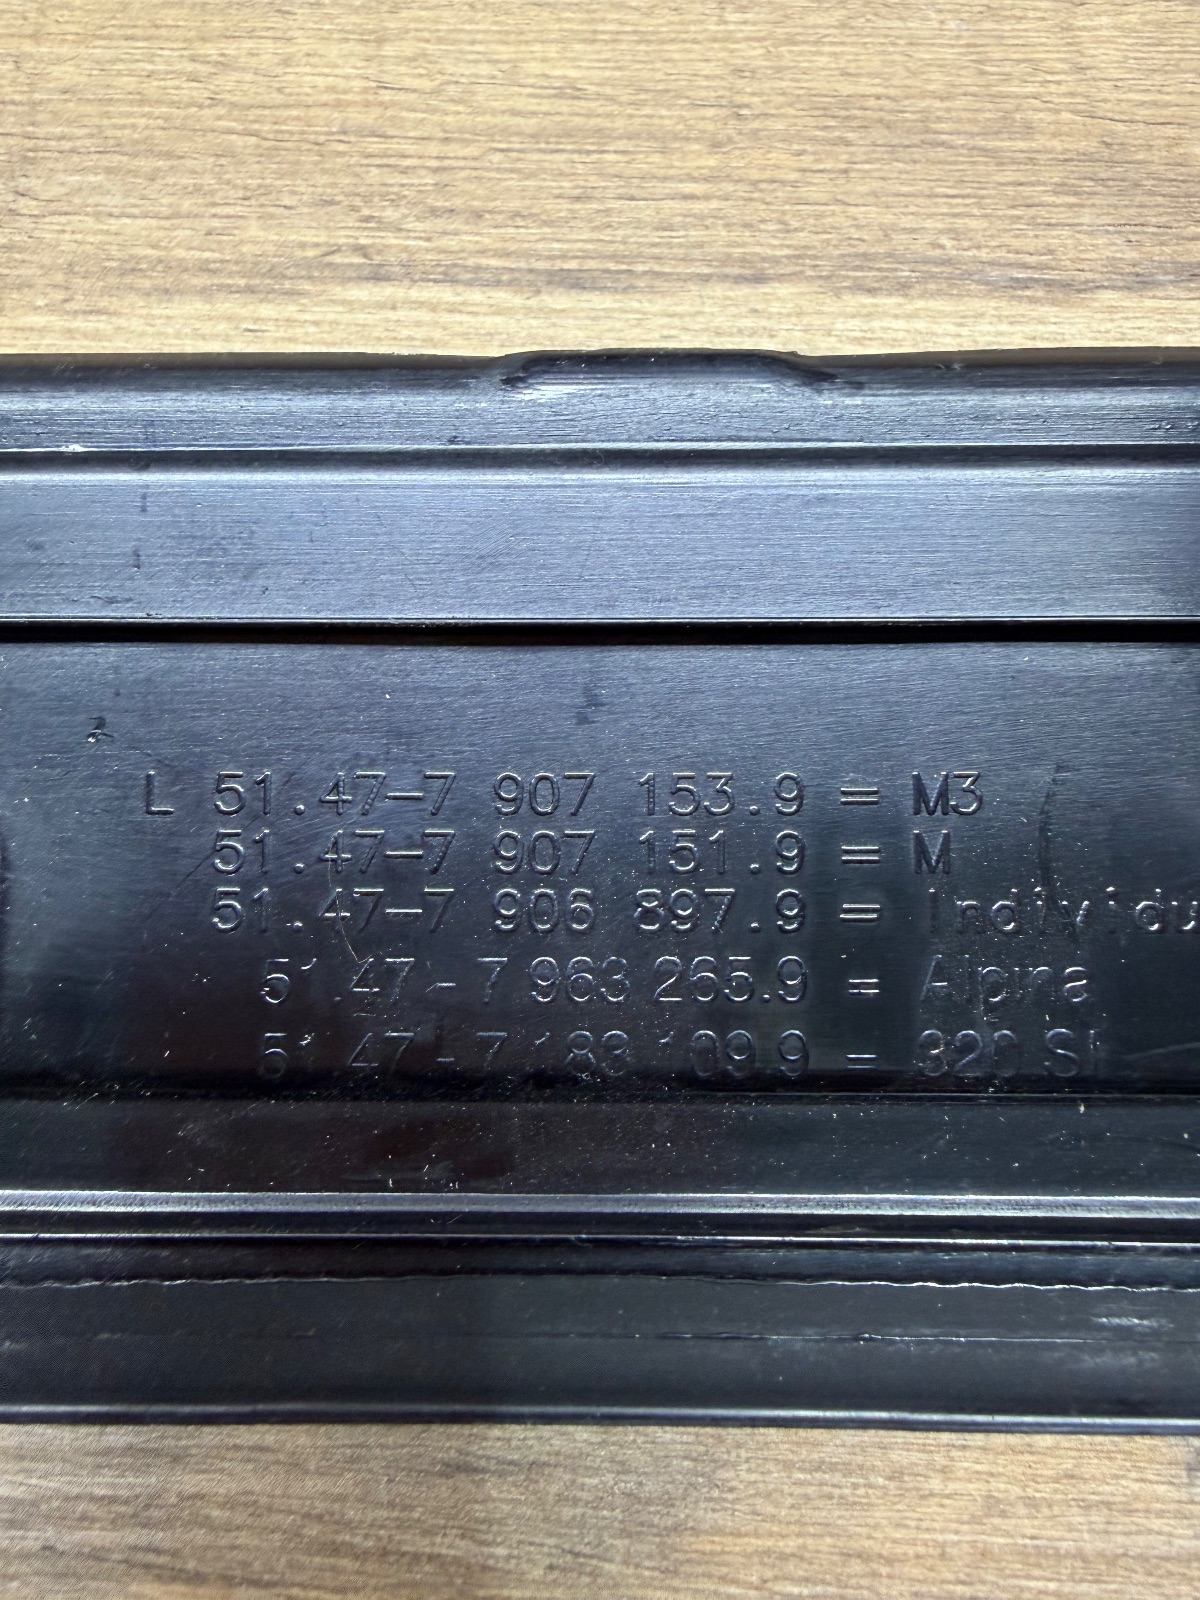 L 51.47-7 907 153.9 = M3
51.47-7 907 151.9 = M
51.47-7 906 897.9 = Individu
51.47-7 963 265.9 = Alpina
51.47-7 183 109.9 = 320 SI